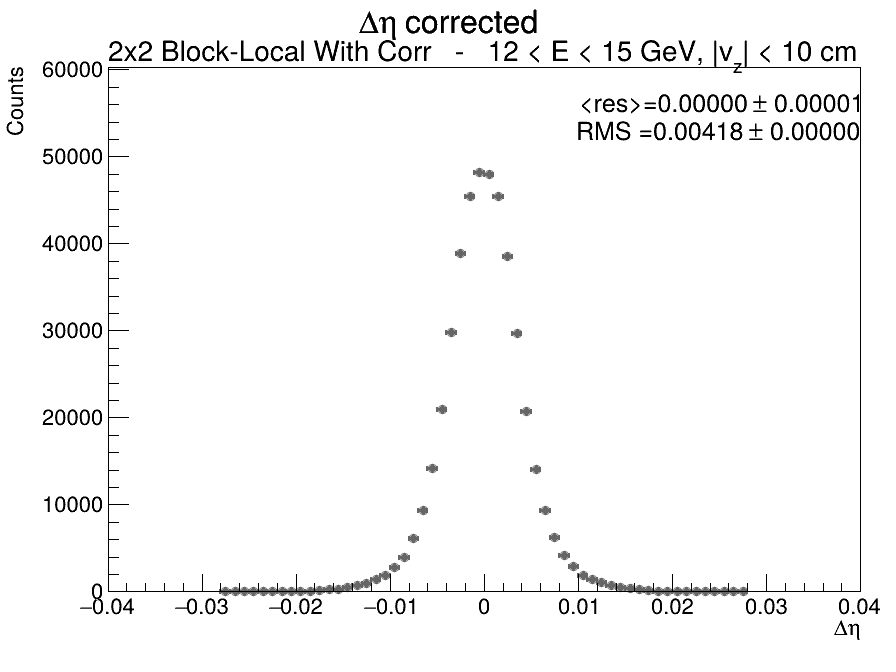 Δη corrected
2x2 Block-Local With Corr - 12 < E < 15 GeV, |v_z| < 10 cm
Counts
<res>=0.00000 ± 0.00001
RMS =0.00418 ± 0.00000
60000
50000
40000
30000
20000
10000
0
−0.04 −0.03 −0.02 −0.01 0 0.01 0.02 0.03 0.04
Δη